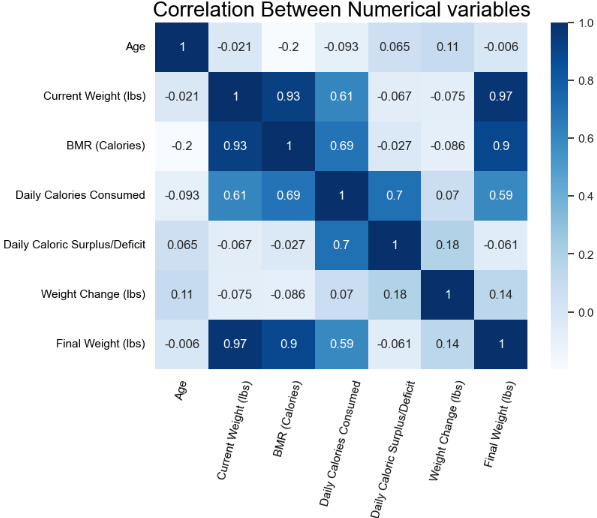 Correlation Between Numerical variables
Age 1 -0.021 -0.2 -0.093 0.065 0.11 -0.006
Current Weight (lbs) -0.021 1 0.93 0.61 -0.067 -0.075 0.97
BMR (Calories) -0.2 0.93 1 0.69 -0.027 -0.086 0.9
Daily Calories Consumed -0.093 0.61 0.69 1 0.7 0.07 0.59
Daily Caloric Surplus/Deficit 0.065 -0.067 -0.027 0.7 1 0.18 -0.061
Weight Change (lbs) 0.11 -0.075 -0.086 0.07 0.18 1 0.14
Final Weight (lbs) -0.006 0.97 0.9 0.59 -0.061 0.14 1
Age
Current Weight (lbs)
BMR (Calories)
Daily Calories Consumed
Daily Caloric Surplus/Deficit
Weight Change (lbs)
Final Weight (lbs)
1.0
0.8
0.6
0.4
0.2
0.0